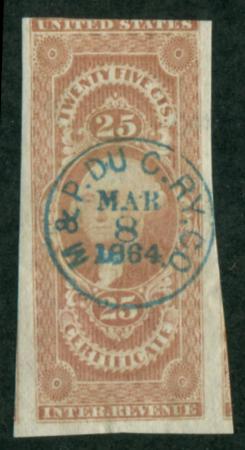 UNITED STATES
TWENTY FIVE CTS.
25
M & P. DU C. RY. CO
MAR
8
1864
25
CERTIFICATE
INTER. REVENUE